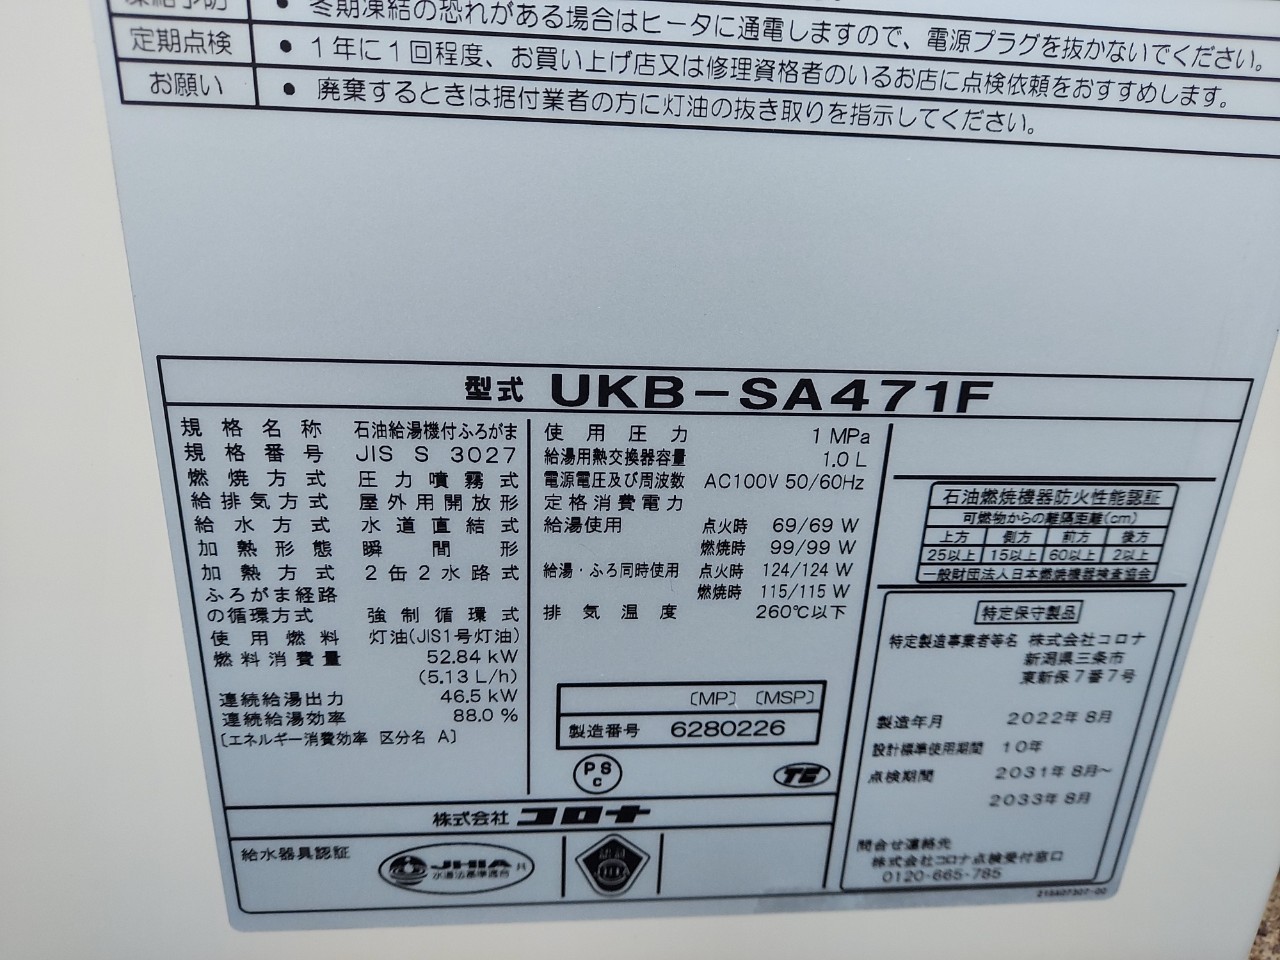 ・冬期凍結の恐れがある場合はヒータに通電しますので、電源プラグを抜かないでください。
定期点検 ・1年に1回程度、お買い上げ店又は修理資格者のいるお店に点検依頼をおすすめします。
お願い ・廃棄するときは据付業者の方に灯油の抜き取りを指示してください。
型式 UKB-SA471F
規格名称 石油給湯機付ふろがま
規格番号 JIS S 3027
燃焼方式 圧力噴霧式
給排気方式 屋外用開放形
給水方式 水道直結式
加熱形態 瞬間形
加熱方式 2缶2水路式
ふろがま経路
の循環方式 強制循環式
使用燃料 灯油(JIS1号灯油)
燃料消費量 52.84 kW
(5.13 L/h)
連続給湯出力 46.5 kW
連続給湯効率 88.0 %
〔エネルギー消費効率 区分名 A〕
使用圧力 1 MPa
給湯用熱交換器容量 1.0 L
電源電圧及び周波数 AC100V 50/60Hz
定格消費電力
給湯使用 点火時 69/69 W
燃焼時 99/99 W
給湯・ふろ同時使用 点火時 124/124 W
燃焼時 115/115 W
排気温度 260℃以下
〔MP〕〔MSP〕
製造番号 6280226
PS
C
石油燃焼機器防火性能認証
可燃物からの離隔距離(cm)
上方 側方 前方 後方
25以上 15以上 60以上 2以上
一般財団法人日本燃焼機器検査協会
特定保守製品
特定製造事業者等名 株式会社コロナ
新潟県三条市
東新保7番7号
製造年月 2022年8月
設計標準使用期間 10年
点検期間 2031年8月〜
2033年8月
問合せ連絡先
株式会社コロナ点検受付窓口
0120-665-785
株式会社 コロナ
給水器具認証
JHIA
水道法基準適合